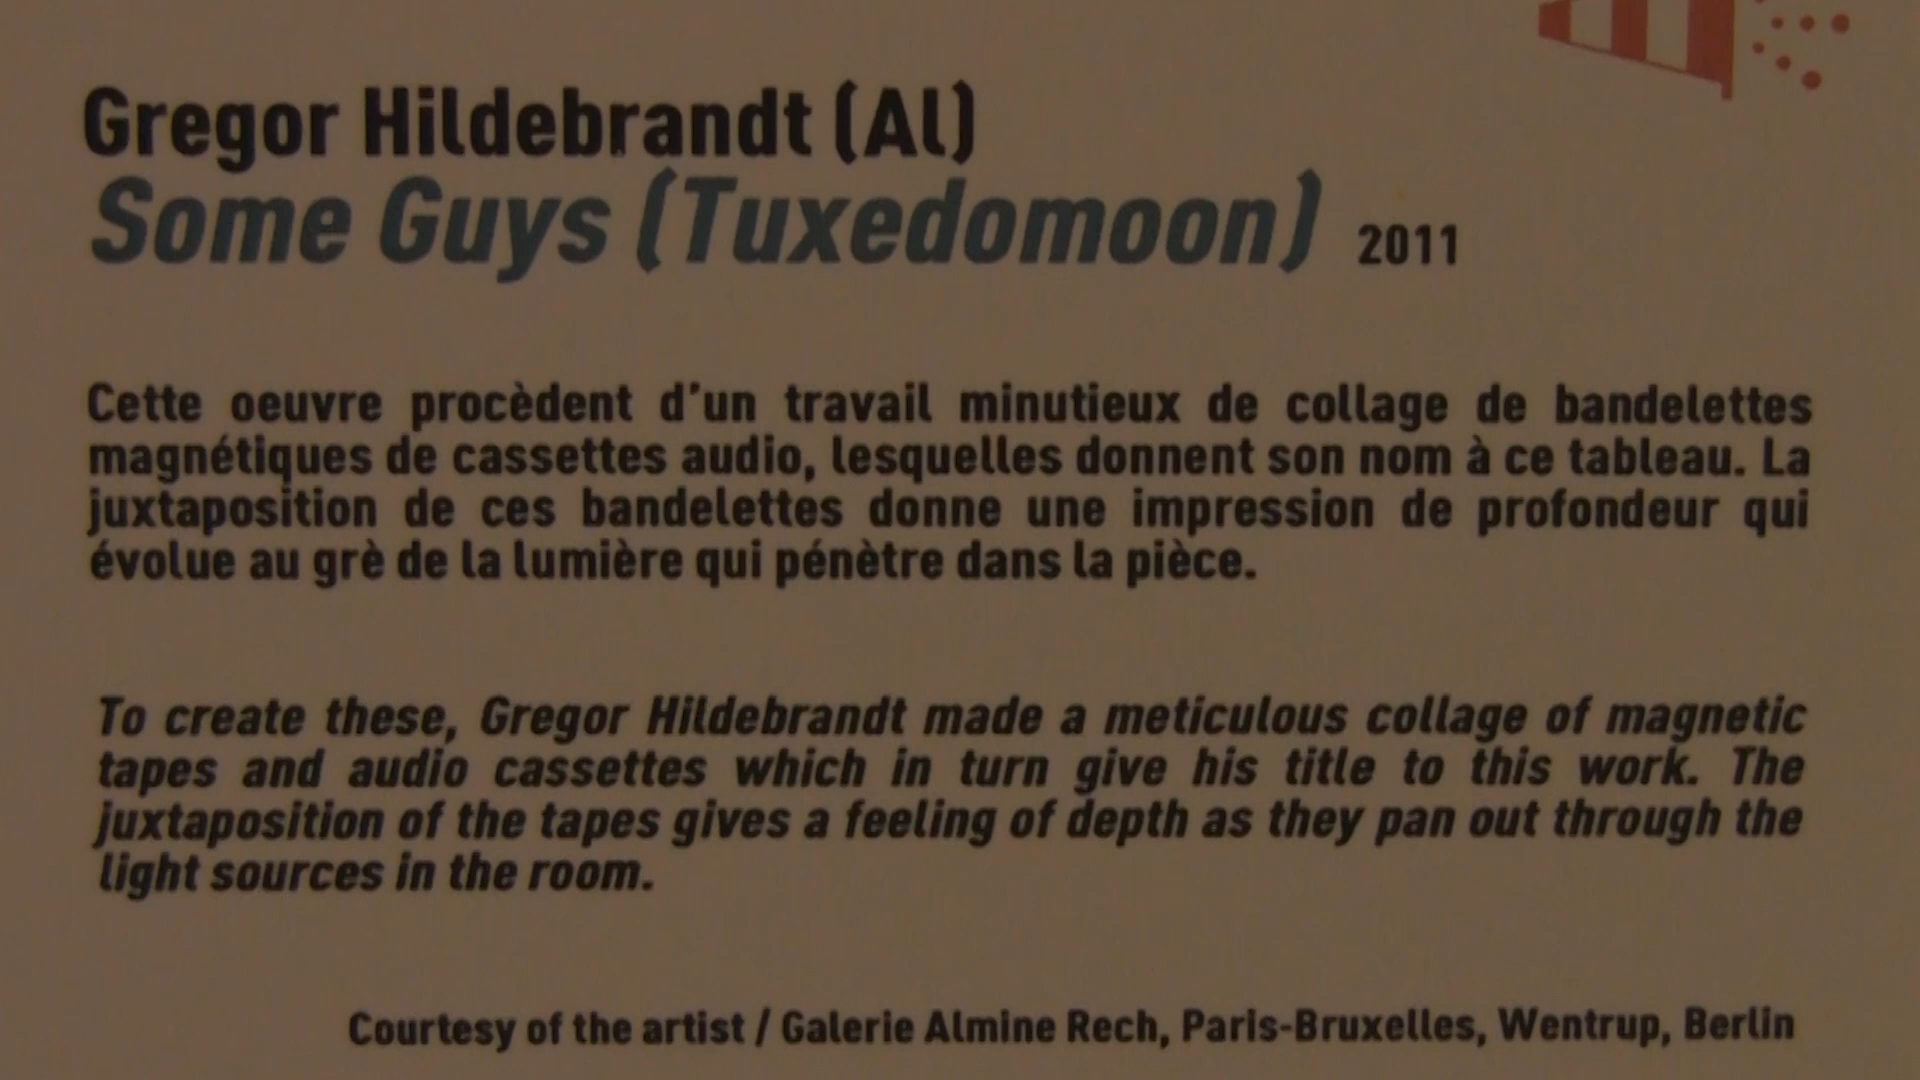 Gregor Hildebrandt (Al)
Some Guys (Tuxedomoon) 2011
Cette oeuvre procèdent d'un travail minutieux de collage de bandelettes
magnétiques de cassettes audio, lesquelles donnent son nom à ce tableau. La
juxtaposition de ces bandelettes donne une impression de profondeur qui
évolue au grè de la lumière qui pénètre dans la pièce.
To create these, Gregor Hildebrandt made a meticulous collage of magnetic
tapes and audio cassettes which in turn give his title to this work. The
juxtaposition of the tapes gives a feeling of depth as they pan out through the
light sources in the room.
Courtesy of the artist / Galerie Almine Rech, Paris-Bruxelles, Wentrup, Berlin